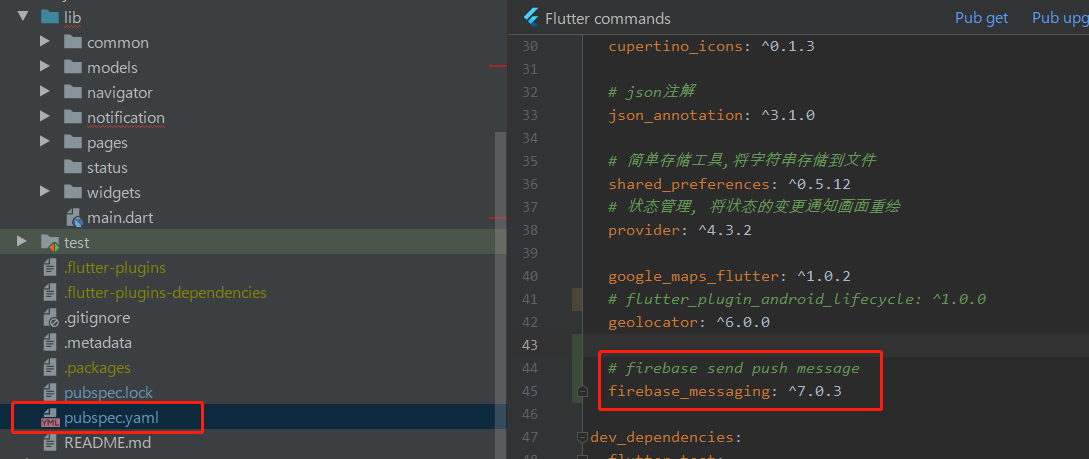 lib
common
models
navigator
notification
pages
status
widgets
main.dart
test
.flutter-plugins
.flutter-plugins-dependencies
.gitignore
.metadata
.packages
pubspec.lock
YML pubspec.yaml
README.md
Flutter commands Pub get Pub upg
30 cupertino_icons: ^0.1.3
31
32 # json注解
33 json_annotation: ^3.1.0
34
35 # 简单存储工具,将字符串存储到文件
36 shared_preferences: ^0.5.12
37 # 状态管理, 将状态的变更通知画面重绘
38 provider: ^4.3.2
39
40 google_maps_flutter: ^1.0.2
41 # flutter_plugin_android_lifecycle: ^1.0.0
42 geolocator: ^6.0.0
43
44 # firebase send push message
45 firebase_messaging: ^7.0.3
46
47 dev_dependencies:
48 flutter_test: